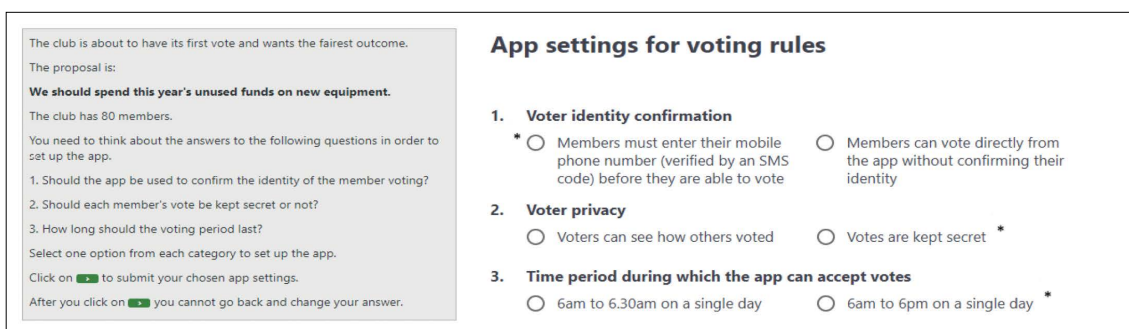 The club is about to have its first vote and wants the fairest outcome.
The proposal is:
We should spend this year's unused funds on new equipment.
The club has 80 members.
You need to think about the answers to the following questions in order to
set up the app.
1. Should the app be used to confirm the identity of the member voting?
2. Should each member's vote be kept secret or not?
3. How long should the voting period last?
Select one option from each category to set up the app.
Click on > to submit your chosen app settings.
After you click on > you cannot go back and change your answer.
App settings for voting rules
1. Voter identity confirmation
* Members must enter their mobile
phone number (verified by an SMS
code) before they are able to vote
Members can vote directly from
the app without confirming their
identity
2. Voter privacy
Voters can see how others voted
Votes are kept secret *
3. Time period during which the app can accept votes
6am to 6.30am on a single day
6am to 6pm on a single day *